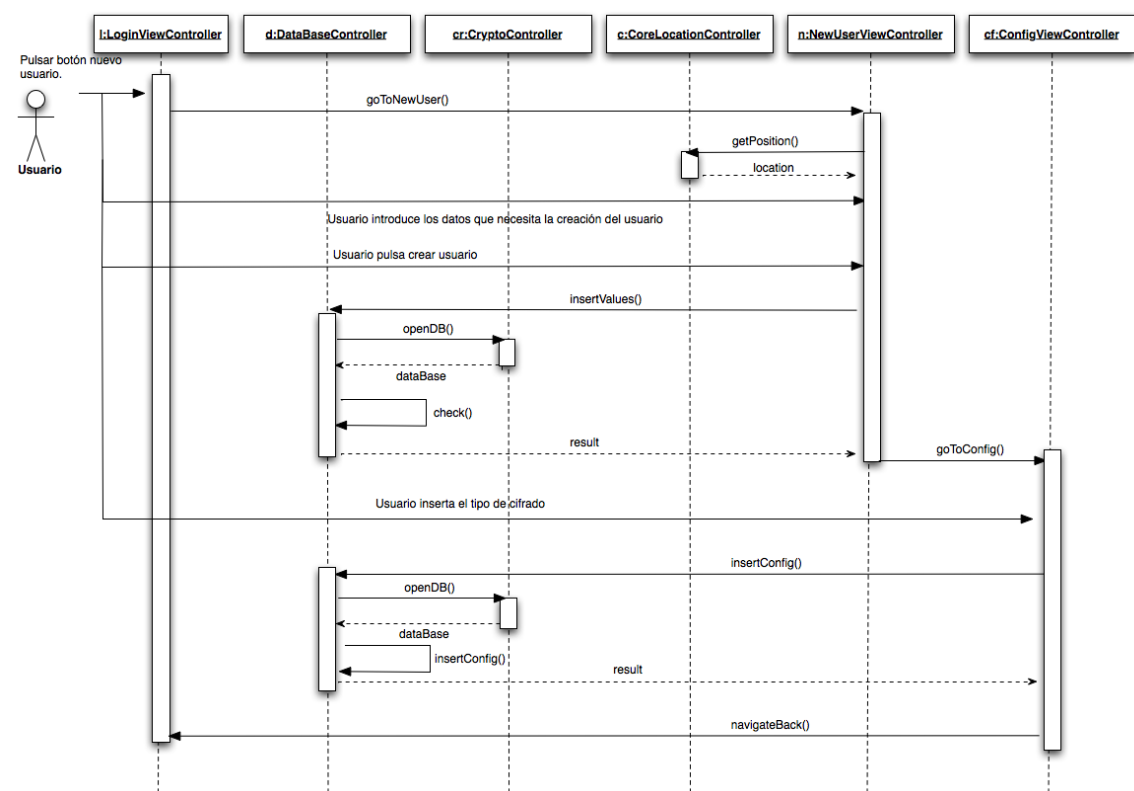 l:LoginViewController
d:DataBaseController
cr:CryptoController
c:CoreLocationController
n:NewUserViewController
cf:ConfigViewController
Pulsar botón nuevo
usuario.
Usuario
goToNewUser()
getPosition()
location
Usuario introduce los datos que necesita la creación del usuario
Usuario pulsa crear usuario
insertValues()
openDB()
dataBase
check()
result
goToConfig()
Usuario inserta el tipo de cifrado
insertConfig()
openDB()
dataBase
insertConfig()
result
navigateBack()